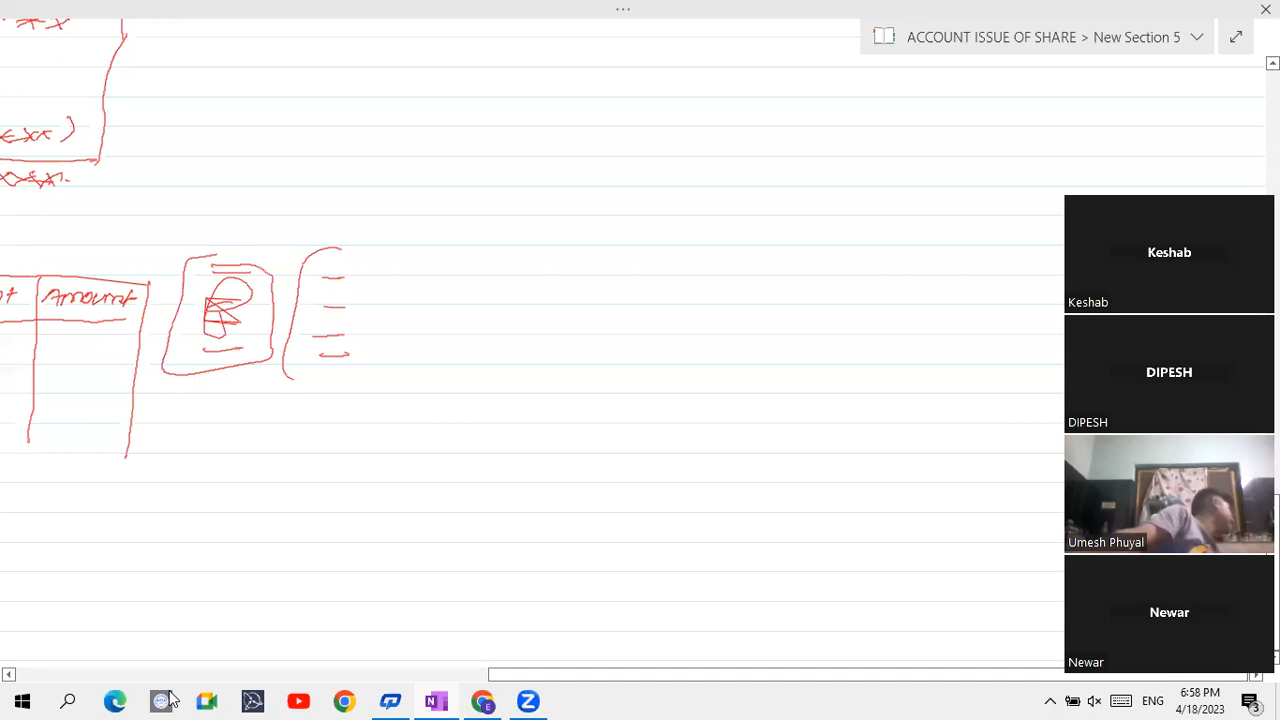 ACCOUNT ISSUE OF SHARE > New Section 5
Amount
Keshab
Keshab
DIPESH
DIPESH
Umesh Phuyal
Newar
Newar
ENG
6:58 PM
4/18/2023
3